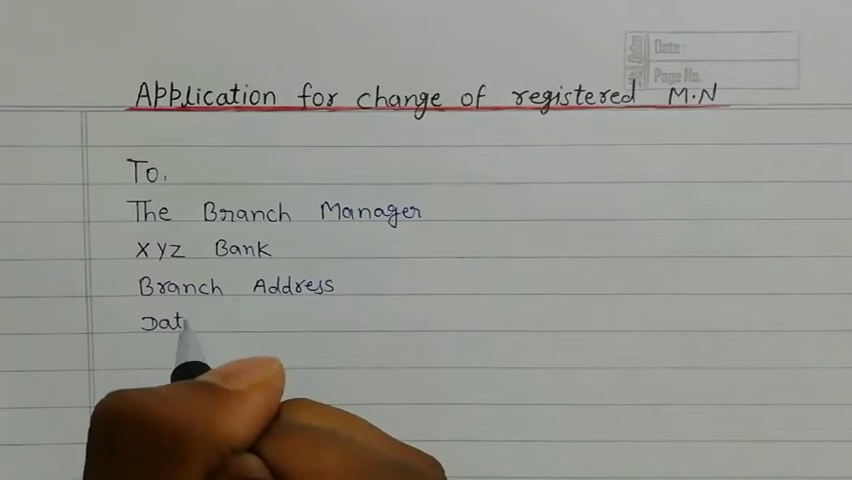 Date
Page No.
Application for change of registered M.N
To,
The Branch Manager
XYZ Bank
Branch Address
Dat